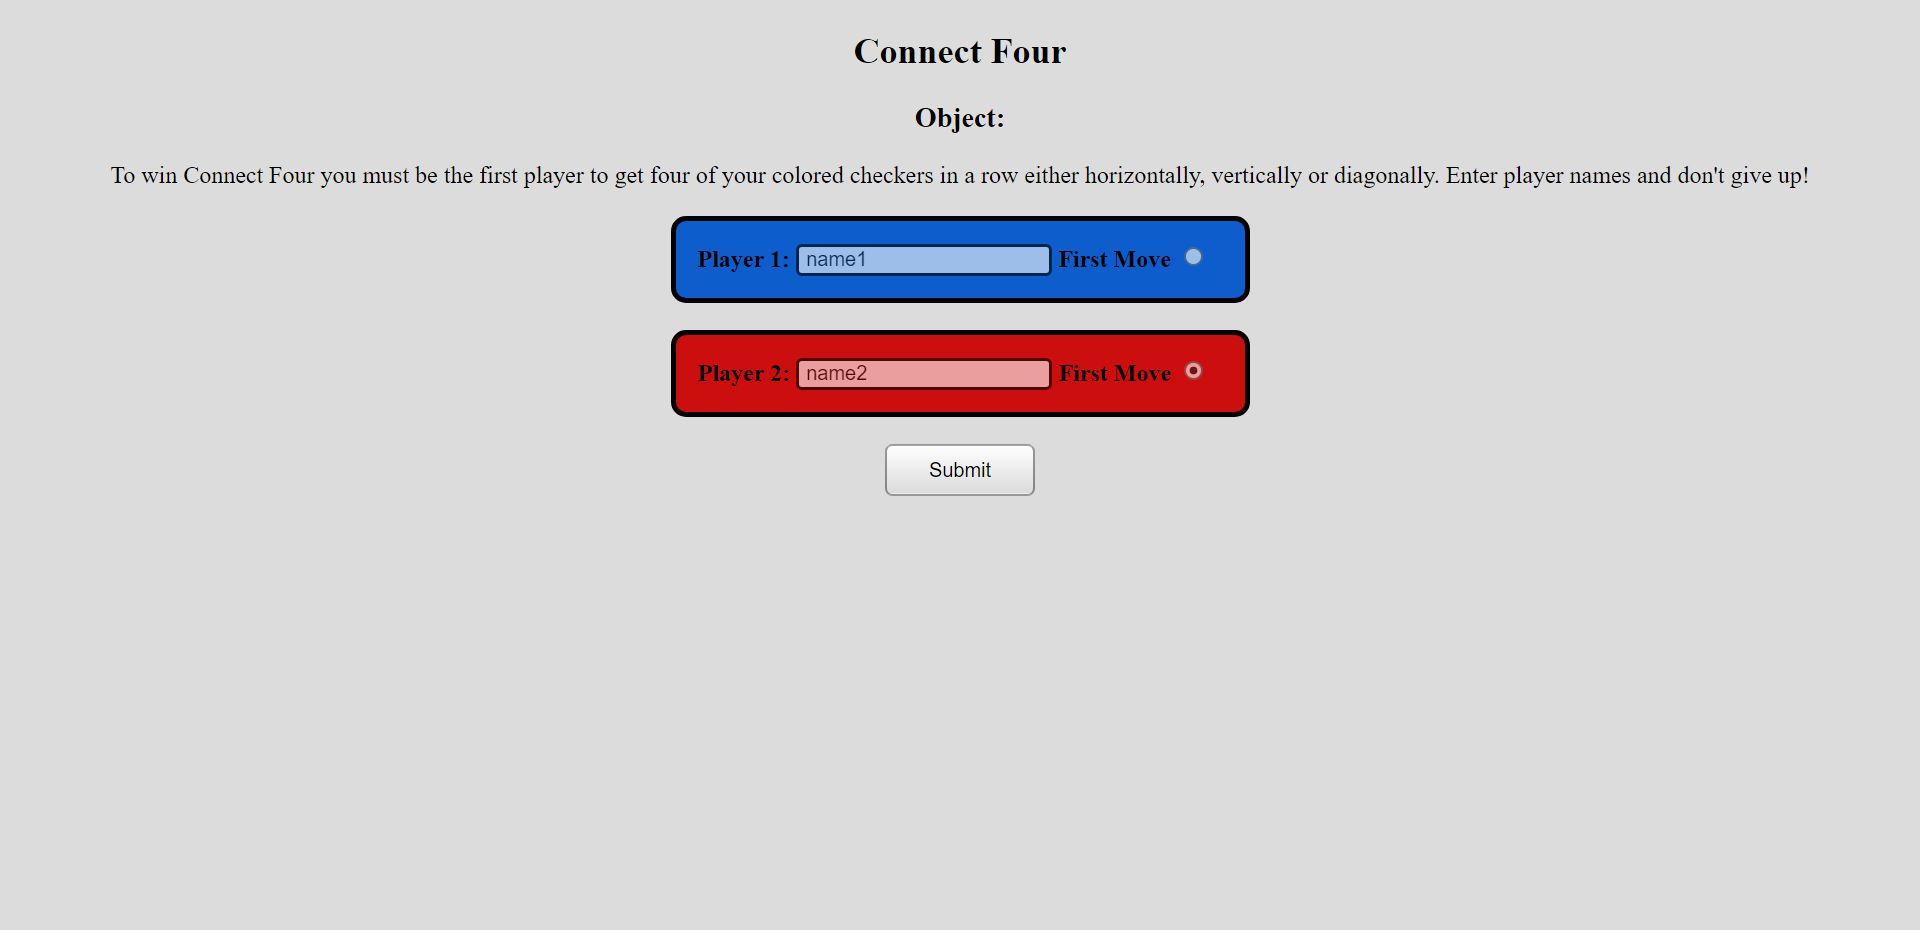 Connect Four
Object:
To win Connect Four you must be the first player to get four of your colored checkers in a row either horizontally, vertically or diagonally. Enter player names and don't give up!
Player 1: name1 First Move
Player 2: name2 First Move
Submit